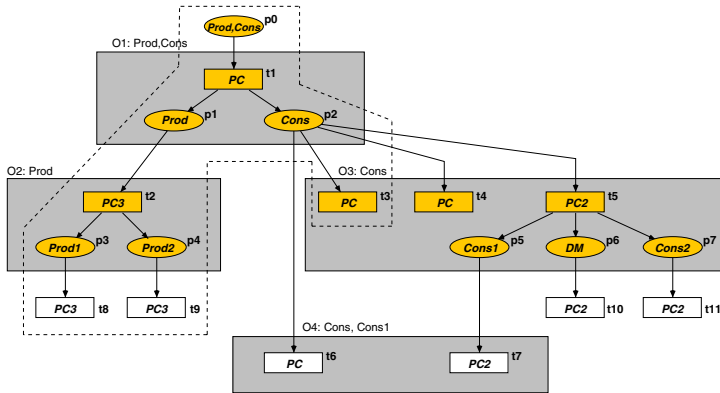 Prod,Cons p0
O1: Prod,Cons
PC t1
Prod p1 Cons p2
O2: Prod O3: Cons
PC3 t2 PC t3 PC t4 PC2 t5
Prod1 p3 Prod2 p4 Cons1 p5 DM p6 Cons2 p7
PC3 t8 PC3 t9 PC2 t10 PC2 t11
O4: Cons, Cons1
PC t6 PC2 t7